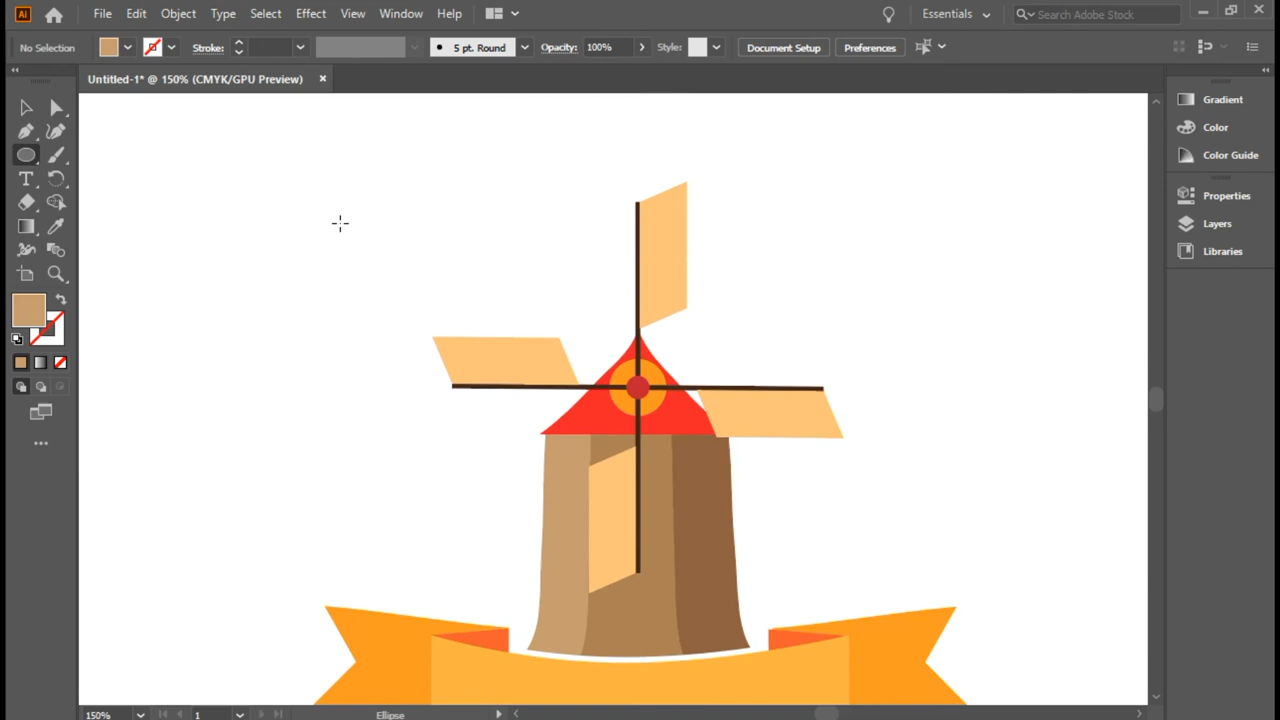 Ai File Edit Object Type Select Effect View Window Help Essentials Search Adobe Stock
No Selection Stroke: 5 pt. Round Opacity: 100% Style: Document Setup Preferences
Untitled-1* @ 150% (CMYK/GPU Preview)
Gradient
Color
Color Guide
Properties
Layers
Libraries
150% 1 Ellipse